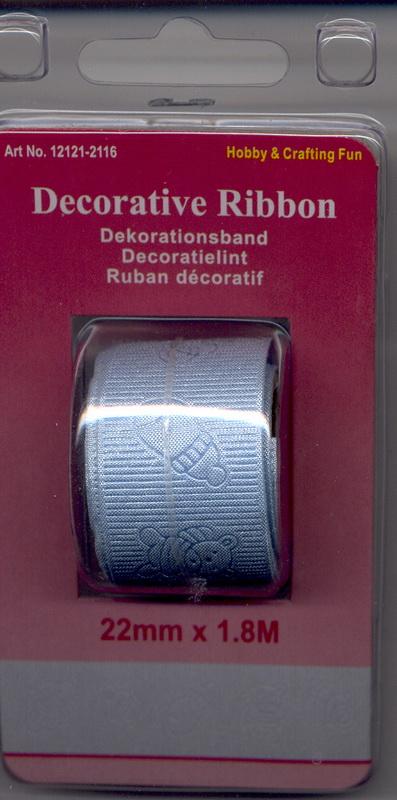 Art No. 12121-2116
Hobby & Crafting Fun
Decorative Ribbon
Dekorationsband
Decoratielint
Ruban décoratif
22mm x 1.8M